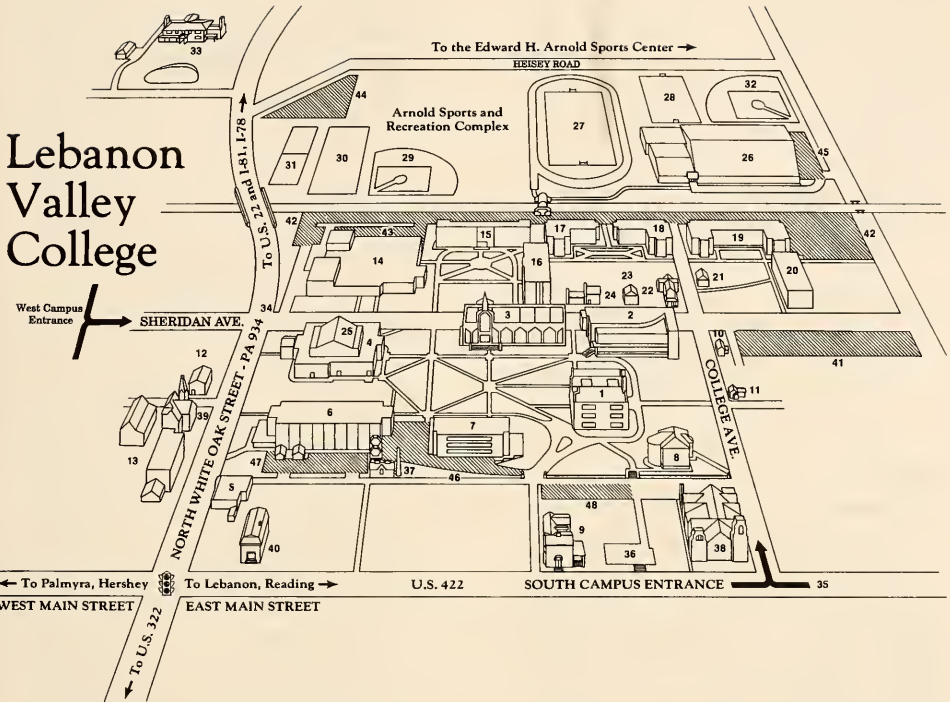 33
To the Edward H. Arnold Sports Center →
HEISEY ROAD
44
Arnold Sports and
Recreation Complex
27
28
32
26
45
31
30
29
Lebanon
Valley
College
To U.S. 22 and I-81, I-78 →
42
43
14
15
16
17
18
19
42
20
21
22
23
24
West Campus
Entrance
SHERIDAN AVE.
34
25
4
3
2
10
41
12
NORTH WHITE OAK STREET - PA 934
COLLEGE AVE.
11
1
39
13
6
7
8
47
37
46
5
40
48
9
36
38
← To Palmyra, Hershey
To Lebanon, Reading →
U.S. 422
SOUTH CAMPUS ENTRANCE
35
WEST MAIN STREET
EAST MAIN STREET
← To U.S. 322